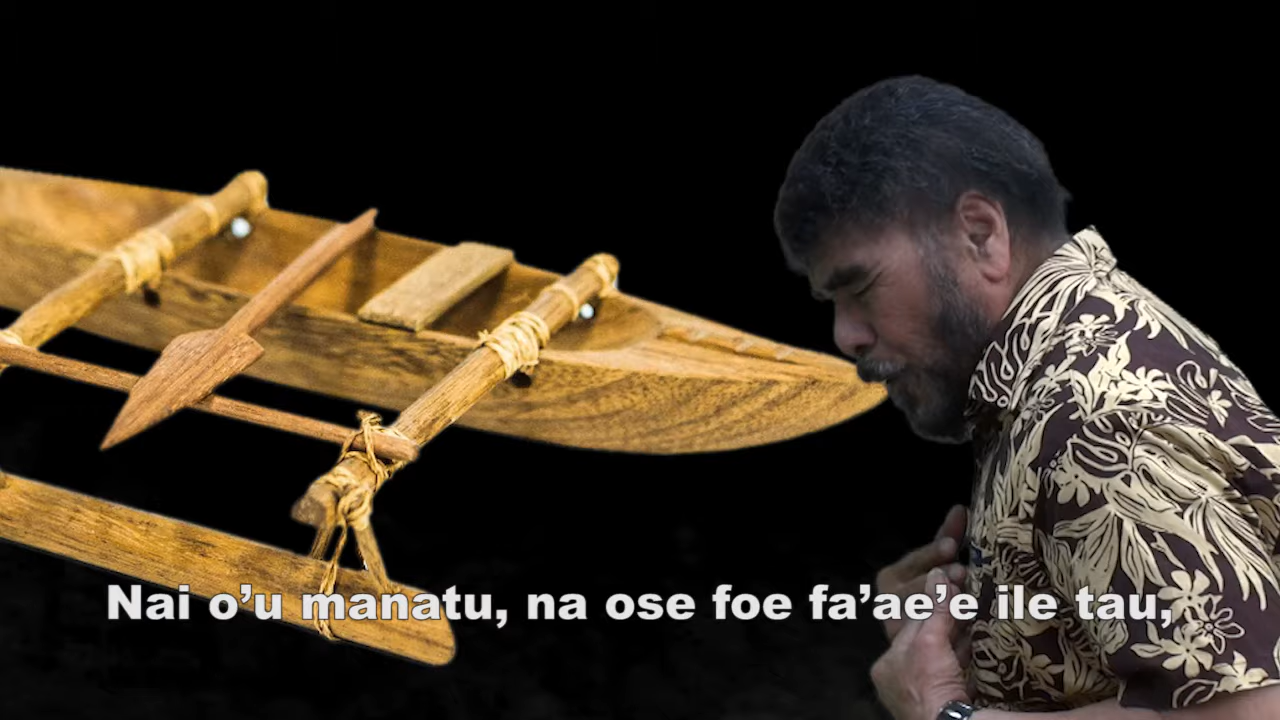 Nai o’u manatu, na ose foe fa’ae’e ile tau,